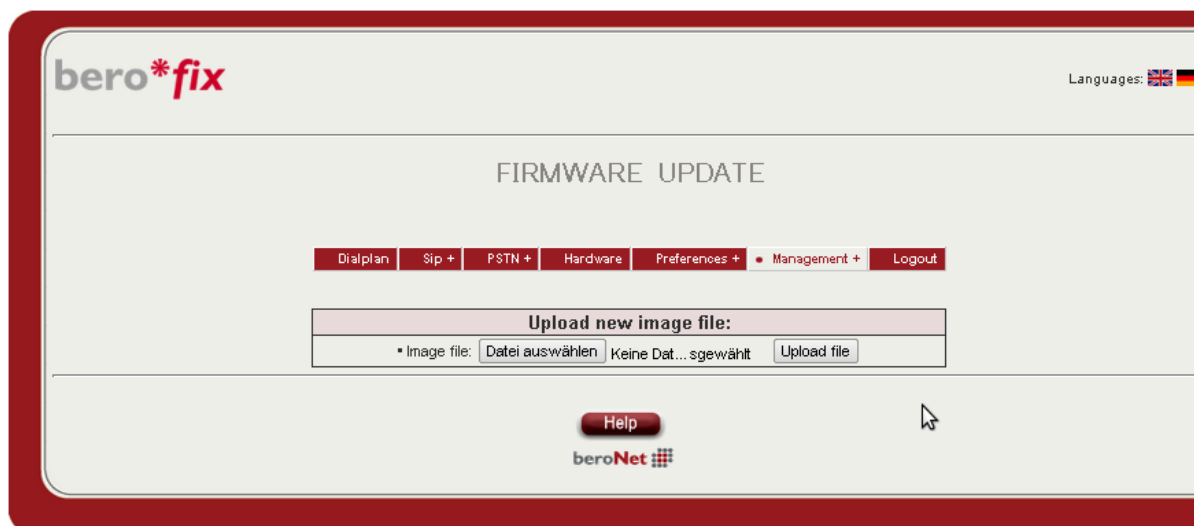 bero*fix
Languages:
FIRMWARE UPDATE
Dialplan Sip + PSTN + Hardware Preferences + Management + Logout
Upload new image file:
Image file: Datei auswählen Keine Dat... sgewählt Upload file
Help
beroNet